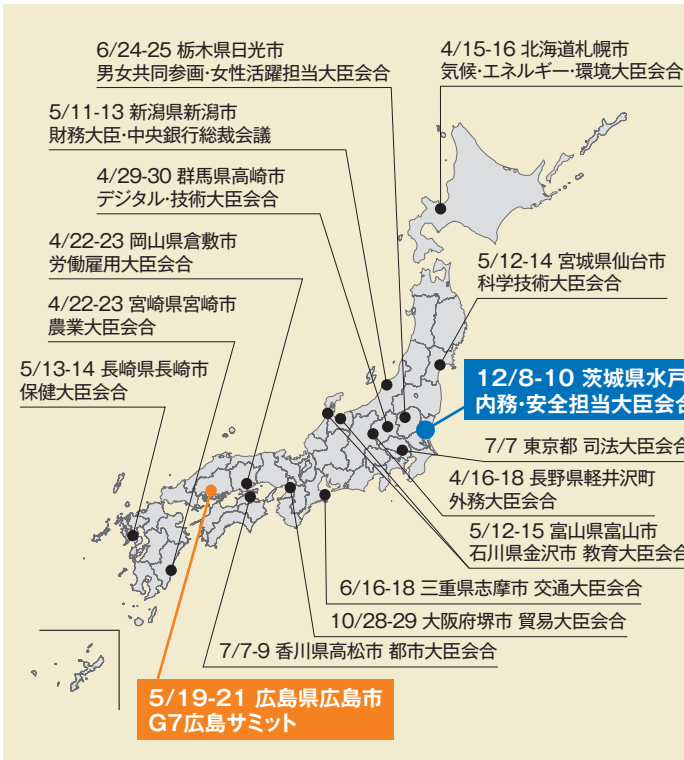 6/24-25 栃木県日光市
男女共同参画・女性活躍担当大臣会合
4/15-16 北海道札幌市
気候・エネルギー・環境大臣会合
5/11-13 新潟県新潟市
財務大臣・中央銀行総裁会議
4/29-30 群馬県高崎市
デジタル・技術大臣会合
4/22-23 岡山県倉敷市
労働雇用大臣会合
5/12-14 宮城県仙台市
科学技術大臣会合
4/22-23 宮崎県宮崎市
農業大臣会合
5/13-14 長崎県長崎市
保健大臣会合
12/8-10 茨城県水戸
内務・安全担当大臣会合
7/7 東京都 司法大臣会合
4/16-18 長野県軽井沢町
外務大臣会合
5/12-15 富山県富山市
石川県金沢市 教育大臣会合
6/16-18 三重県志摩市 交通大臣会合
10/28-29 大阪府堺市 貿易大臣会合
7/7-9 香川県高松市 都市大臣会合
5/19-21 広島県広島市
G7広島サミット